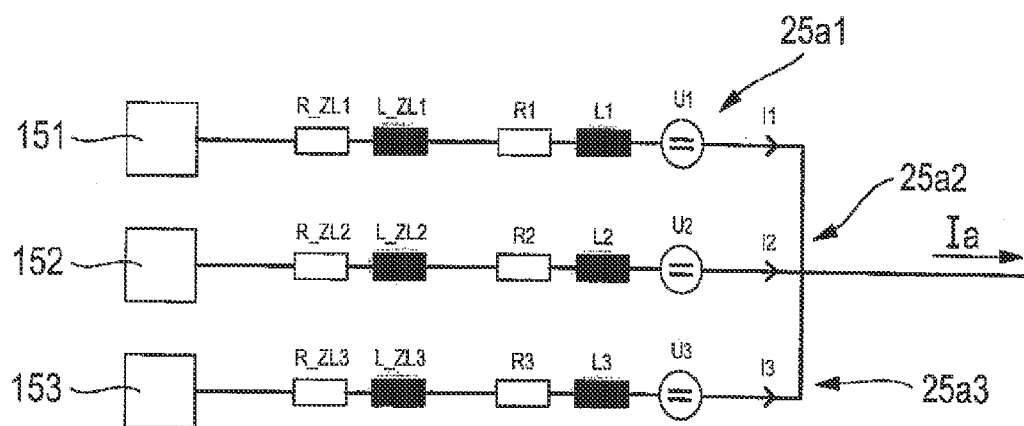 25a1
151 R_ZL1 L_ZL1 R1 L1 U1 I1
25a2
152 R_ZL2 L_ZL2 R2 L2 U2 I2 Ia
153 R_ZL3 L_ZL3 R3 L3 U3 I3
25a3